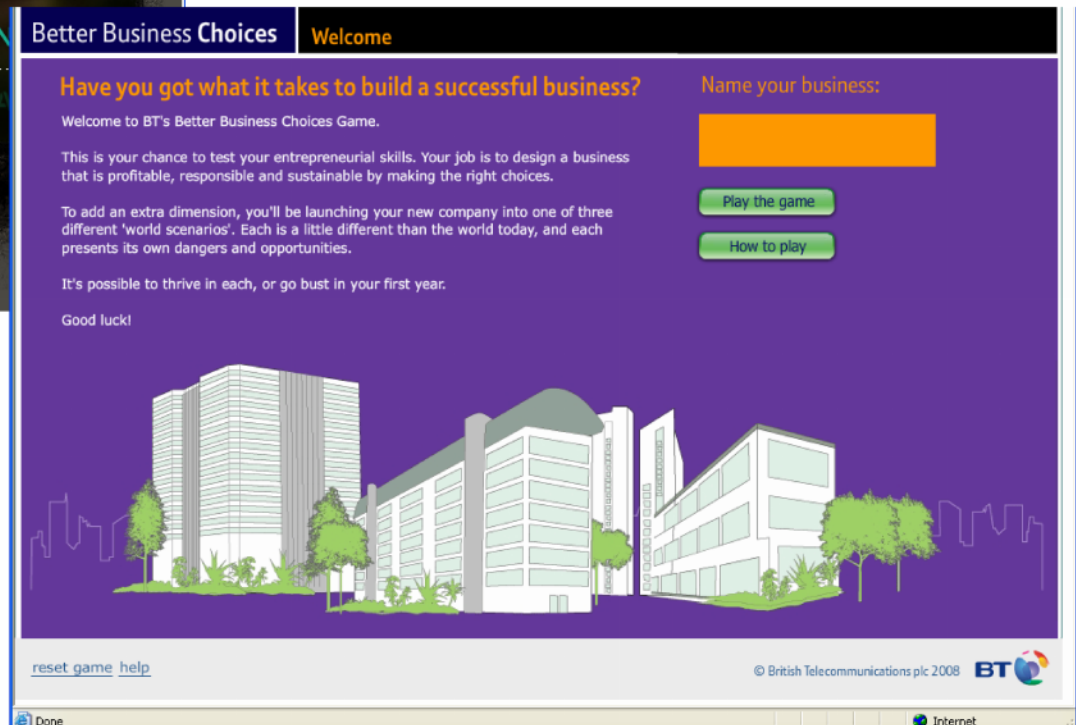 Better Business Choices
Welcome
Have you got what it takes to build a successful business?
Welcome to BT's Better Business Choices Game.
This is your chance to test your entrepreneurial skills. Your job is to design a business
that is profitable, responsible and sustainable by making the right choices.
To add an extra dimension, you'll be launching your new company into one of three
different 'world scenarios'. Each is a little different than the world today, and each
presents its own dangers and opportunities.
It's possible to thrive in each, or go bust in your first year.
Good luck!
Name your business:
Play the game
How to play
reset game help
© British Telecommunications plc 2008 BT
Done
Internet